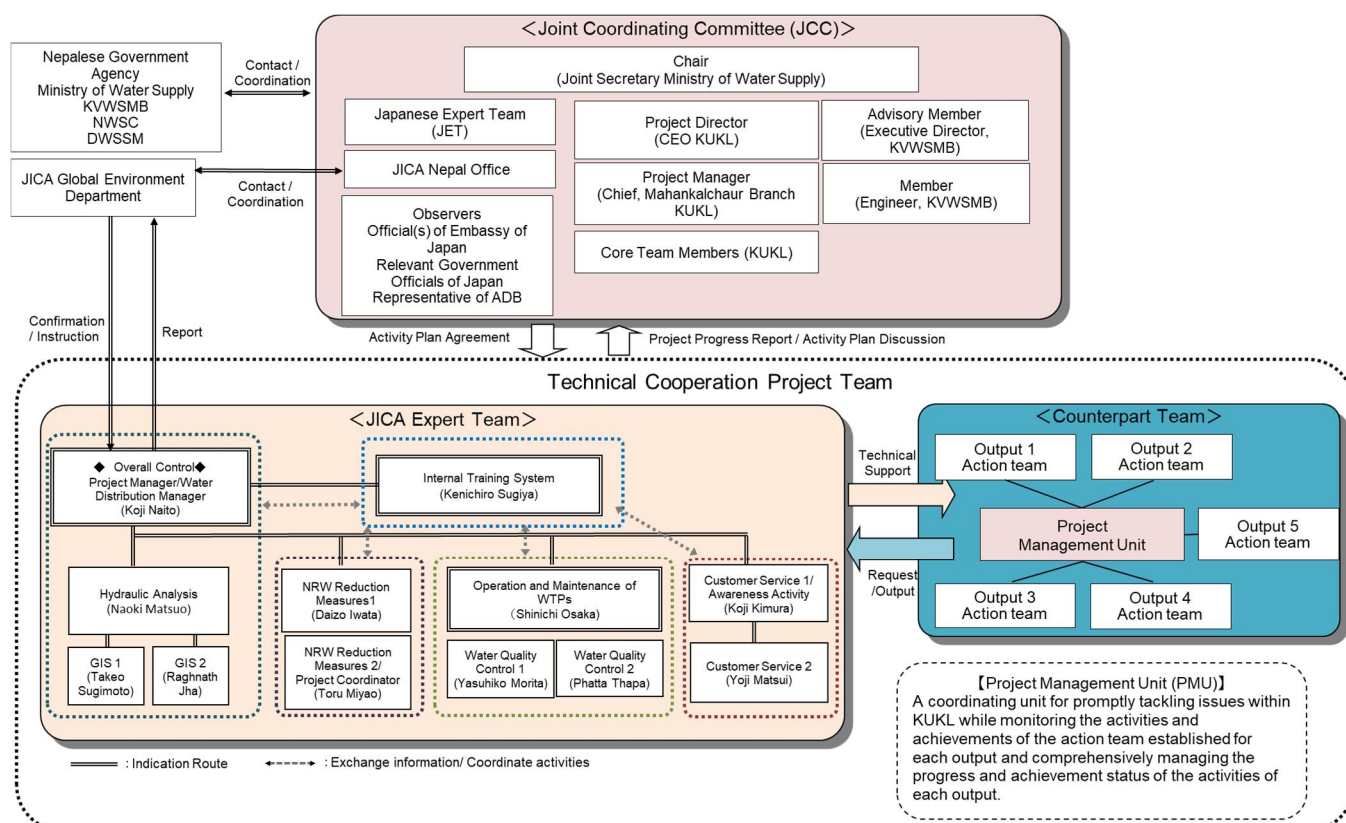 ＜Joint Coordinating Committee (JCC)＞
Chair
(Joint Secretary Ministry of Water Supply)
Nepalese Government
Agency
Ministry of Water Supply
KVWSMB
NWSC
DWSSM
Contact /
Coordination
Japanese Expert Team
(JET)
Project Director
(CEO KUKL)
Advisory Member
(Executive Director,
KVWSMB)
JICA Global Environment
Department
Contact /
Coordination
JICA Nepal Office
Project Manager
(Chief, Mahankalchaur Branch
KUKL)
Member
(Engineer, KVWSMB)
Observers
Official(s) of Embassy of
Japan
Relevant Government
Officials of Japan
Representative of ADB
Core Team Members (KUKL)
Confirmation
/ Instruction
Report
Activity Plan Agreement
Project Progress Report / Activity Plan Discussion
Technical Cooperation Project Team
＜JICA Expert Team＞
◆ Overall Control◆
Project Manager/Water
Distribution Manager
(Koji Naito)
Internal Training System
(Kenichiro Sugiya)
Hydraulic Analysis
(Naoki Matsuo)
GIS 1
(Takeo
Sugimoto)
GIS 2
(Raghnath
Jha)
NRW Reduction
Measures1
(Daizo Iwata)
NRW Reduction
Measures 2/
Project Coordinator
(Toru Miyao)
Operation and Maintenance of
WTPs
（Shinichi Osaka)
Water Quality
Control 1
(Yasuhiko Morita)
Water Quality
Control 2
(Phatta Thapa)
Customer Service 1/
Awareness Activity
(Koji Kimura)
Customer Service 2
(Yoji Matsui)
: Indication Route
: Exchange information/ Coordinate activities
Technical
Support
Request
/Output
＜Counterpart Team＞
Output 1
Action team
Output 2
Action team
Project
Management Unit
Output 5
Action team
Output 3
Action team
Output 4
Action team
【Project Management Unit (PMU)】
A coordinating unit for promptly tackling issues within
KUKL while monitoring the activities and
achievements of the action team established for
each output and comprehensively managing the
progress and achievement status of the activities of
each output.